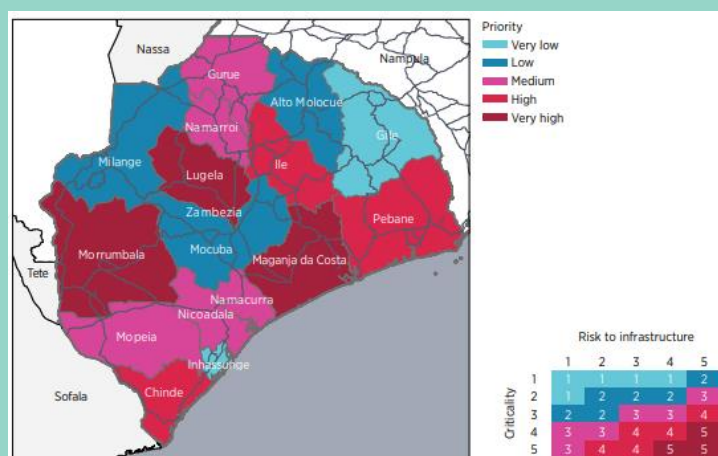 Nassa
Nampula
Gurue
Alto Molocue
Namarroi
Gile
Milange
Ile
Lugela
Zambezia
Pebane
Morrumbala
Mocuba
Maganja da Costa
Tete
Namacurra
Nicoadala
Mopeia
Inhassunge
Chinde
Sofala
Priority
Very low
Low
Medium
High
Very high
Risk to infrastructure
1 2 3 4 5
Criticality
1 1 1 1 1 2
2 1 2 2 2 3
3 2 2 3 3 4
4 3 3 4 4 5
5 3 4 4 5 5